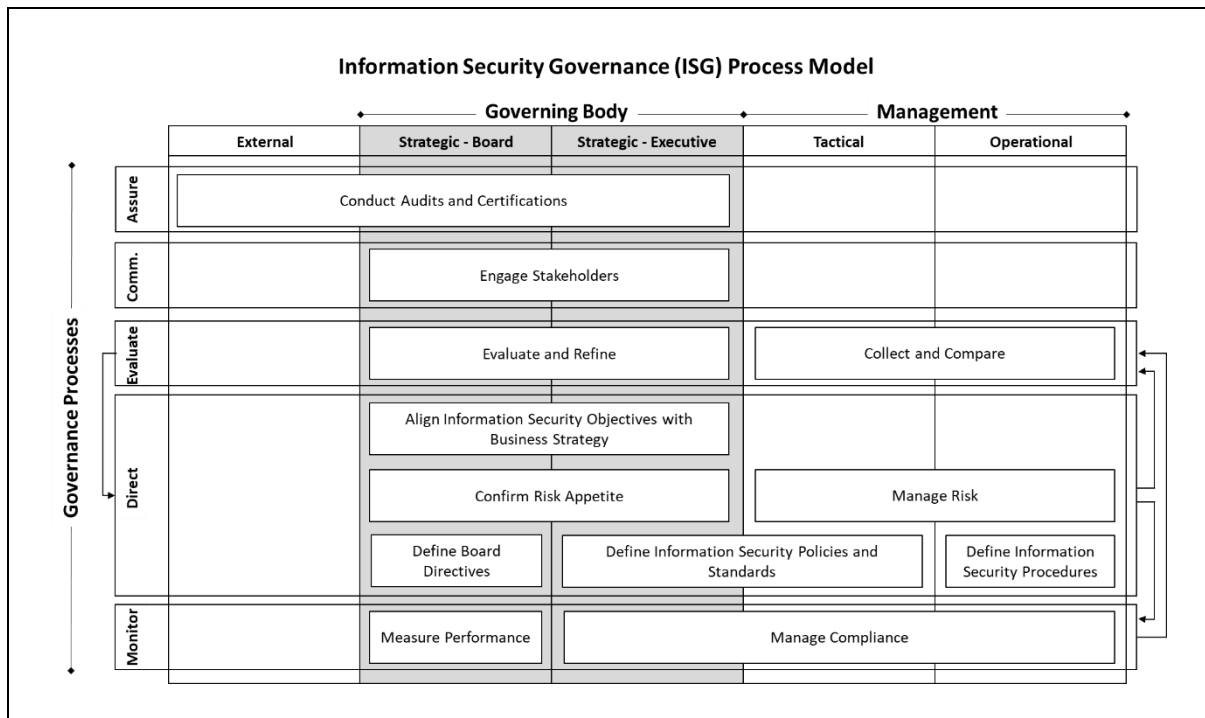 Information Security Governance (ISG) Process Model
Governing Body
Management
External
Strategic - Board
Strategic - Executive
Tactical
Operational
Governance Processes
Assure
Conduct Audits and Certifications
Comm.
Engage Stakeholders
Evaluate
Evaluate and Refine
Collect and Compare
Direct
Align Information Security Objectives with
Business Strategy
Confirm Risk Appetite
Manage Risk
Define Board
Directives
Define Information Security Policies and
Standards
Define Information
Security Procedures
Monitor
Measure Performance
Manage Compliance